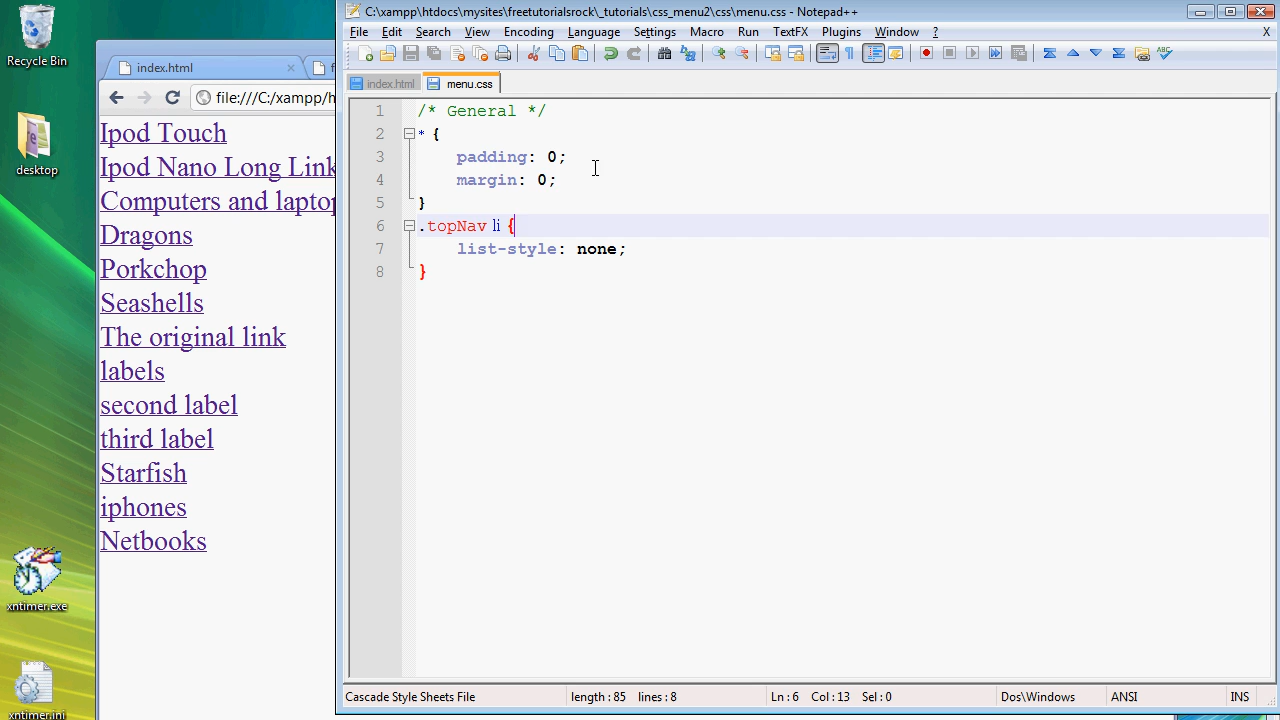 Recycle Bin
desktop
xntimer.exe
xntimer.ini
index.html
f
file:///C:/xampp/h
Ipod Touch
Ipod Nano Long Link
Computers and laptop
Dragons
Porkchop
Seashells
The original link
labels
second label
third label
Starfish
iphones
Netbooks
C:\xampp\htdocs\mysites\freetutorialsrock\_tutorials\css_menu2\css\menu.css - Notepad++
File Edit Search View Encoding Language Settings Macro Run TextFX Plugins Window ? X
index.html menu.css
1 /* General */
2 * {
3 padding: 0;
4 margin: 0;
5 }
6 .topNav li {
7 list-style: none;
8 }
Cascade Style Sheets File length : 85 lines : 8 Ln : 6 Col : 13 Sel : 0 Dos\Windows ANSI INS